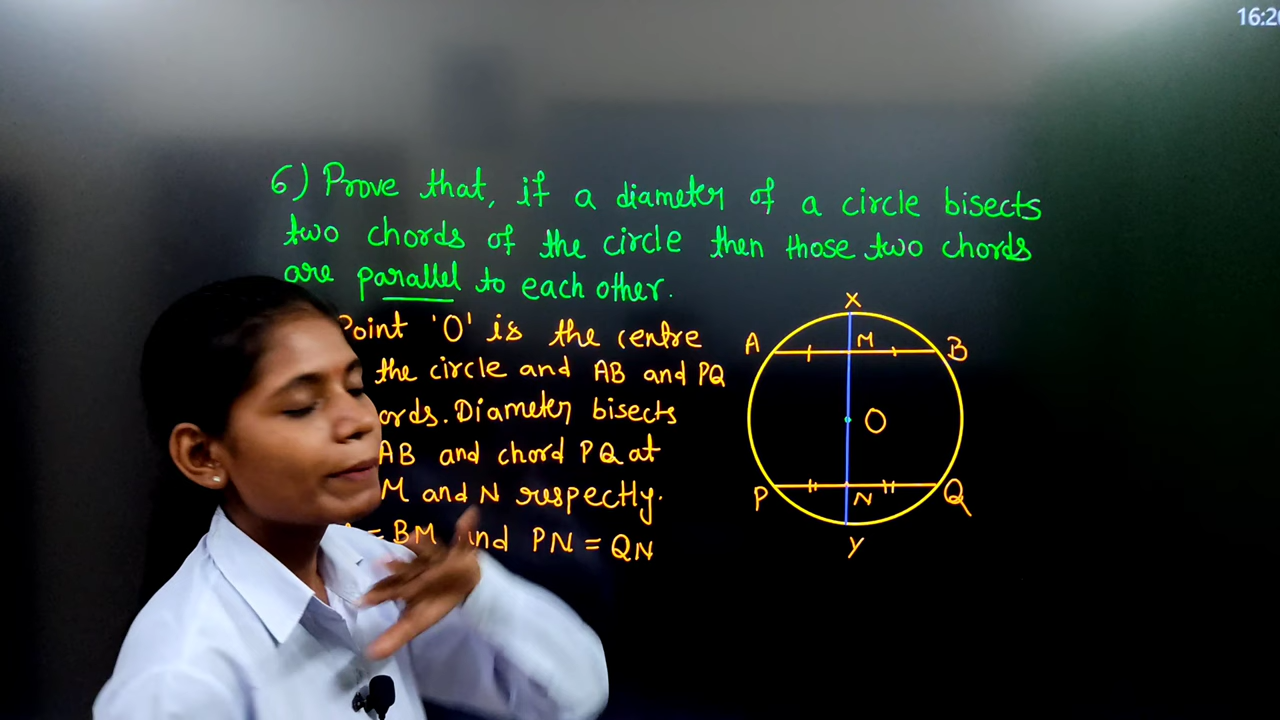 16:20
6) Prove that, if a diameter of a circle bisects
two chords of the circle then those two chords
are parallel to each other.
Point 'O' is the centre
the circle and AB and PQ
ords. Diameter bisects
AB and chord PQ at
M and N respectly.
= BM and PN = QN
X
A M B
O
P N Q
Y